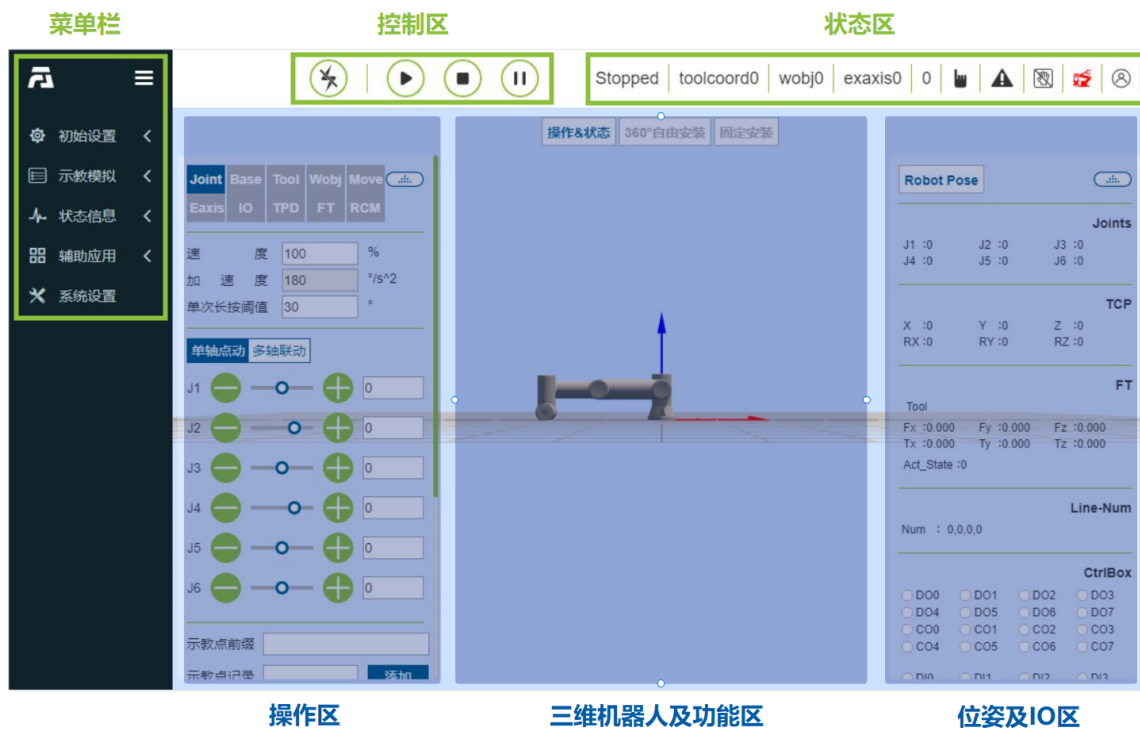 菜单栏
控制区
状态区
Stopped toolcoord0 wobj0 exaxis0 0
初始设置
示教模拟
状态信息
辅助应用
系统设置
Joint Base Tool Wobj Move
Eaxis IO TPD FT RCM
速 度 100 %
加 速 度 180 °/s^2
单次长按阈值 30 °
单轴点动 多轴联动
J1 0
J2 0
J3 0
J4 0
J5 0
J6 0
示教点前缀
示教点记录 添加
操作&状态 360°自由安装 固定安装
Robot Pose
Joints
J1 :0 J2 :0 J3 :0
J4 :0 J5 :0 J6 :0
TCP
X :0 Y :0 Z :0
RX :0 RY :0 RZ :0
FT
Tool
Fx :0.000 Fy :0.000 Fz :0.000
Tx :0.000 Ty :0.000 Tz :0.000
Act_State :0
Line-Num
Num : 0,0,0,0
CtrlBox
DO0 DO1 DO2 DO3
DO4 DO5 DO6 DO7
CO0 CO1 CO2 CO3
CO4 CO5 CO6 CO7
DI0 DI1 DI2 DI3
操作区
三维机器人及功能区
位姿及IO区